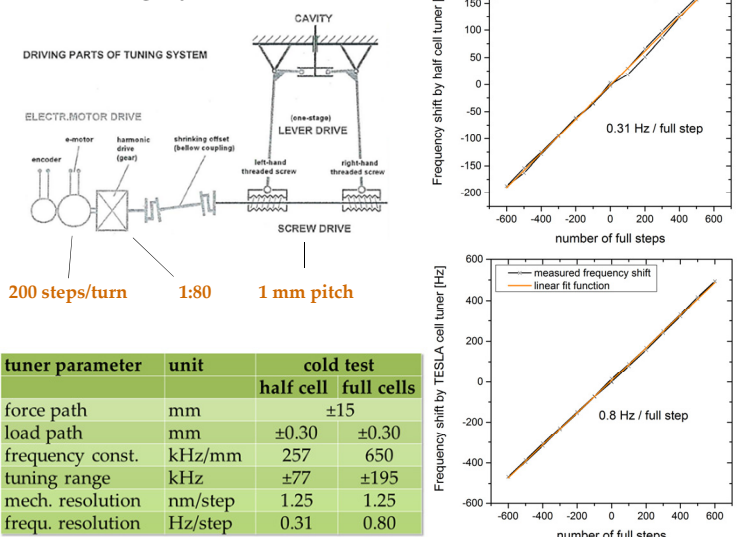 CAVITY
DRIVING PARTS OF TUNING SYSTEM
ELECTR.MOTOR DRIVE
e-motor
harmonic drive (gear)
shrinking offset (bellow coupling)
(one-stage)
LEVER DRIVE
encoder
left-hand threaded screw
right-hand threaded screw
SCREW DRIVE
200 steps/turn
1:80
1 mm pitch
tuner parameter unit cold test
half cell full cells
force path mm ±15
load path mm ±0.30 ±0.30
frequency const. kHz/mm 257 650
tuning range kHz ±77 ±195
mech. resolution nm/step 1.25 1.25
frequ. resolution Hz/step 0.31 0.80
Frequency shift by half cell tuner
150
100
50
0
-50
-100
-150
-200
0.31 Hz / full step
-600 -400 -200 0 200 400 600
number of full steps
Frequency shift by TESLA cell tuner [Hz]
600
400
200
0
-200
-400
-600
measured frequency shift
linear fit function
0.8 Hz / full step
-600 -400 -200 0 200 400 600
number of full steps